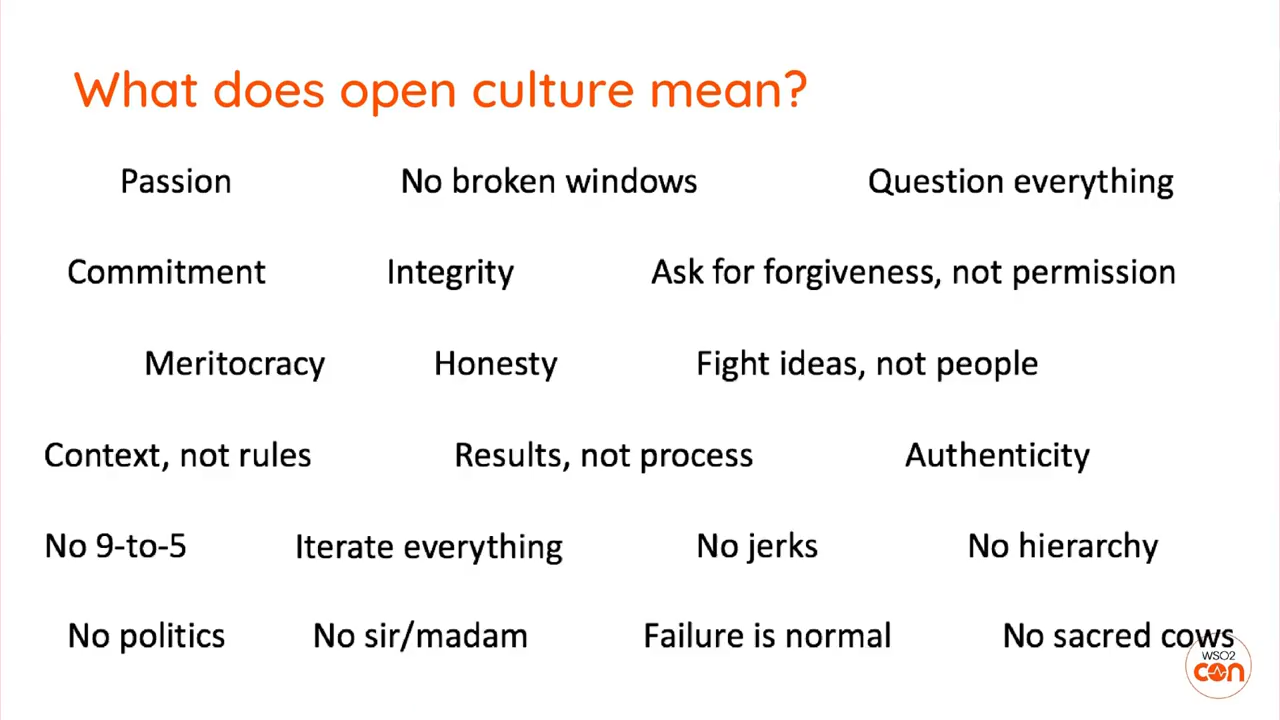 What does open culture mean?
Passion No broken windows Question everything
Commitment Integrity Ask for forgiveness, not permission
Meritocracy Honesty Fight ideas, not people
Context, not rules Results, not process Authenticity
No 9-to-5 Iterate everything No jerks No hierarchy
No politics No sir/madam Failure is normal No sacred cows
WSO2
con